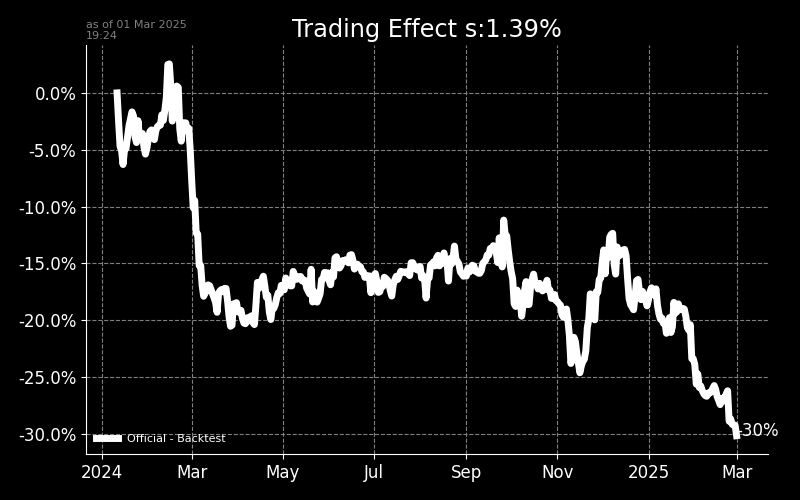 as of 01 Mar 2025
19:24
Trading Effect s:1.39%
0.0%
-5.0%
-10.0%
-15.0%
-20.0%
-25.0%
-30.0%
-30%
Official - Backtest
2024 Mar May Jul Sep Nov 2025 Mar